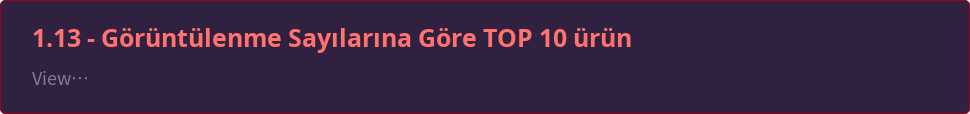 1.13 - Görüntülenme Sayılarına Göre TOP 10 ürün
View…